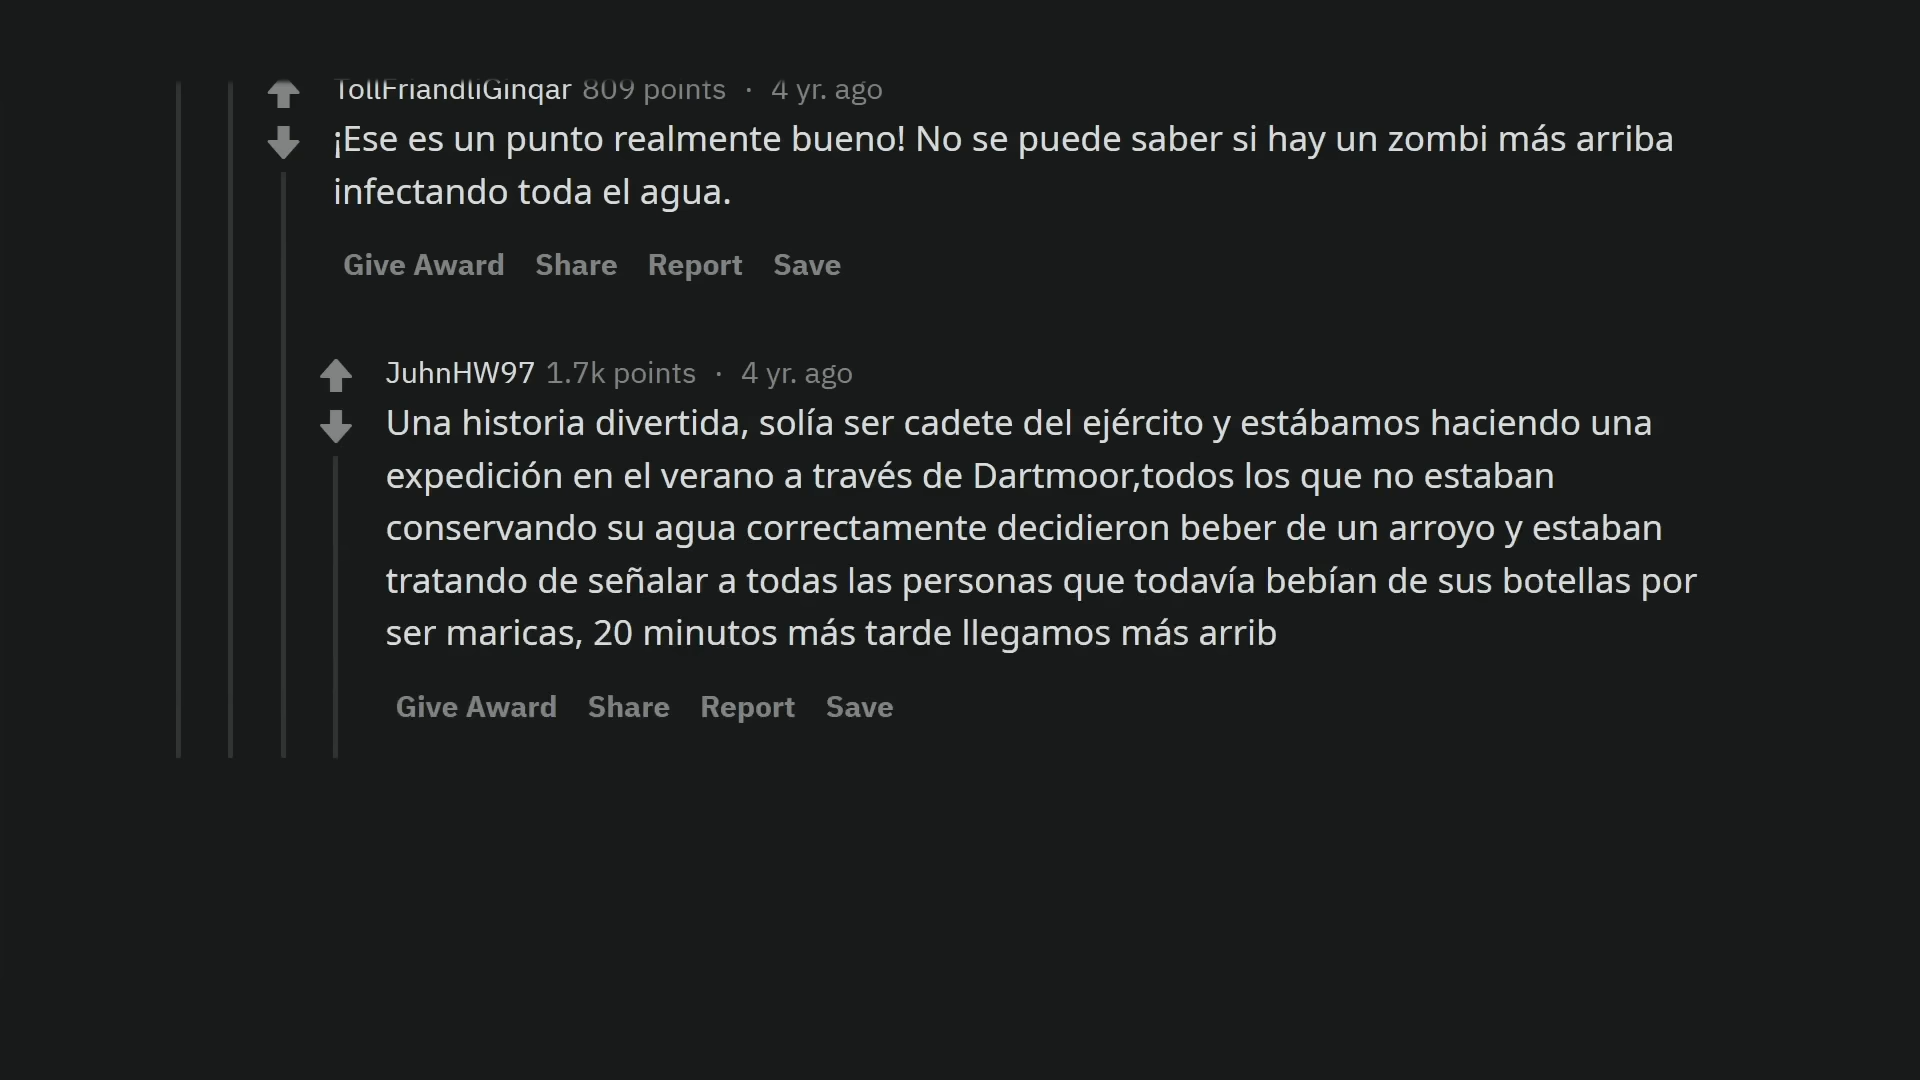 TollFriandliGinqar 809 points · 4 yr. ago
¡Ese es un punto realmente bueno! No se puede saber si hay un zombi más arriba
infectando toda el agua.
Give Award Share Report Save
JuhnHW97 1.7k points · 4 yr. ago
Una historia divertida, solía ser cadete del ejército y estábamos haciendo una
expedición en el verano a través de Dartmoor,todos los que no estaban
conservando su agua correctamente decidieron beber de un arroyo y estaban
tratando de señalar a todas las personas que todavía bebían de sus botellas por
ser maricas, 20 minutos más tarde llegamos más arrib
Give Award Share Report Save